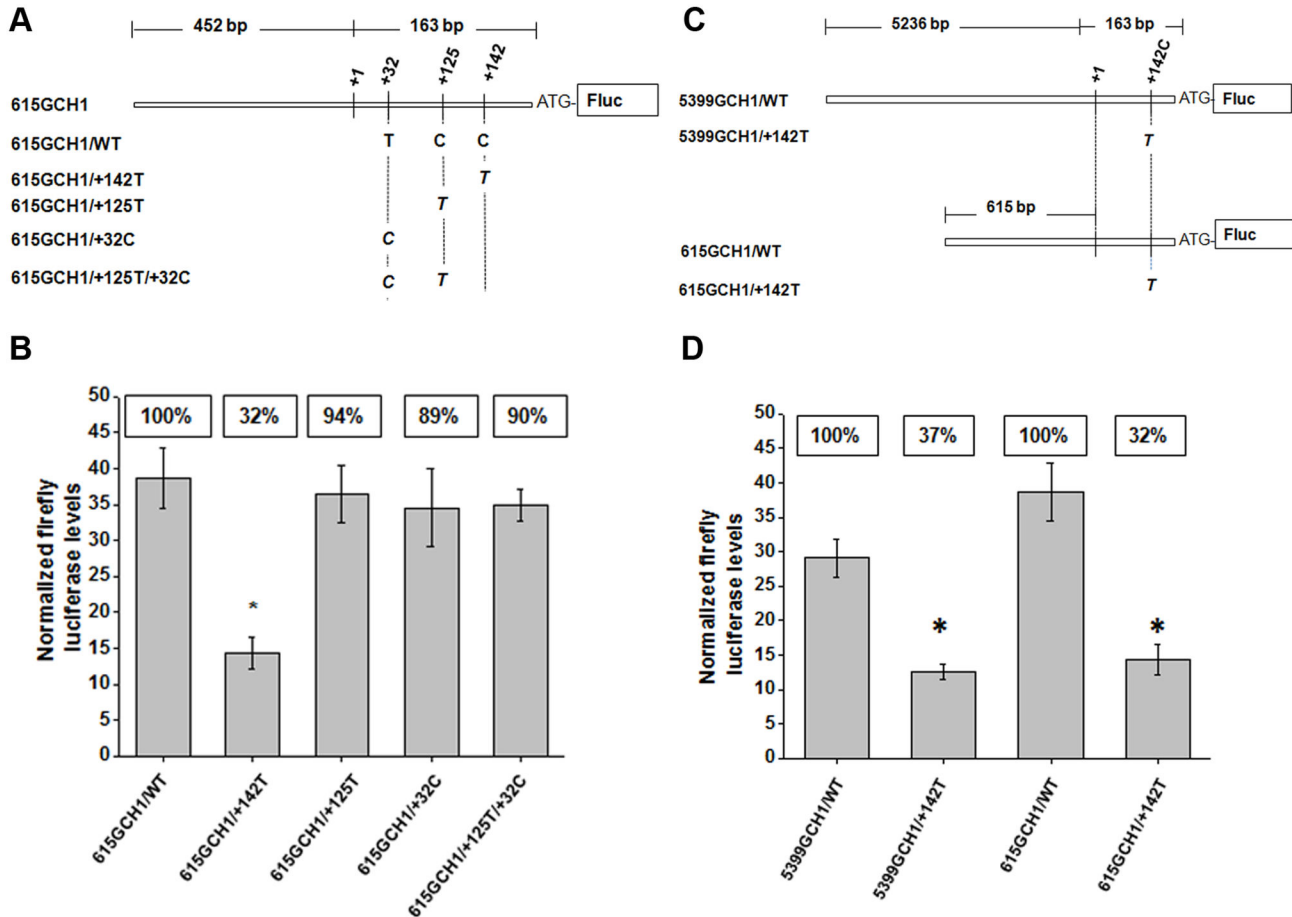 A
452 bp
163 bp
+1
+32
+125
+142
615GCH1
ATG-
Fluc
615GCH1/WT
T
C
C
615GCH1/+142T
T
615GCH1/+125T
T
615GCH1/+32C
C
615GCH1/+125T/+32C
C
T
B
Normalized firefly
luciferase levels
50
45
40
35
30
25
20
15
10
5
0
100%
32%
94%
89%
90%
*
615GCH1/WT
615GCH1/+142T
615GCH1/+125T
615GCH1/+32C
615GCH1/+125T/+32C
C
5236 bp
163 bp
+1
+142C
5399GCH1/WT
ATG-
Fluc
5399GCH1/+142T
T
615 bp
615GCH1/WT
ATG-
Fluc
615GCH1/+142T
T
D
Normalized firefly
luciferase levels
50
45
40
35
30
25
20
15
10
5
0
100%
37%
100%
32%
*
*
5399GCH1/WT
5399GCH1/+142T
615GCH1/WT
615GCH1/+142T